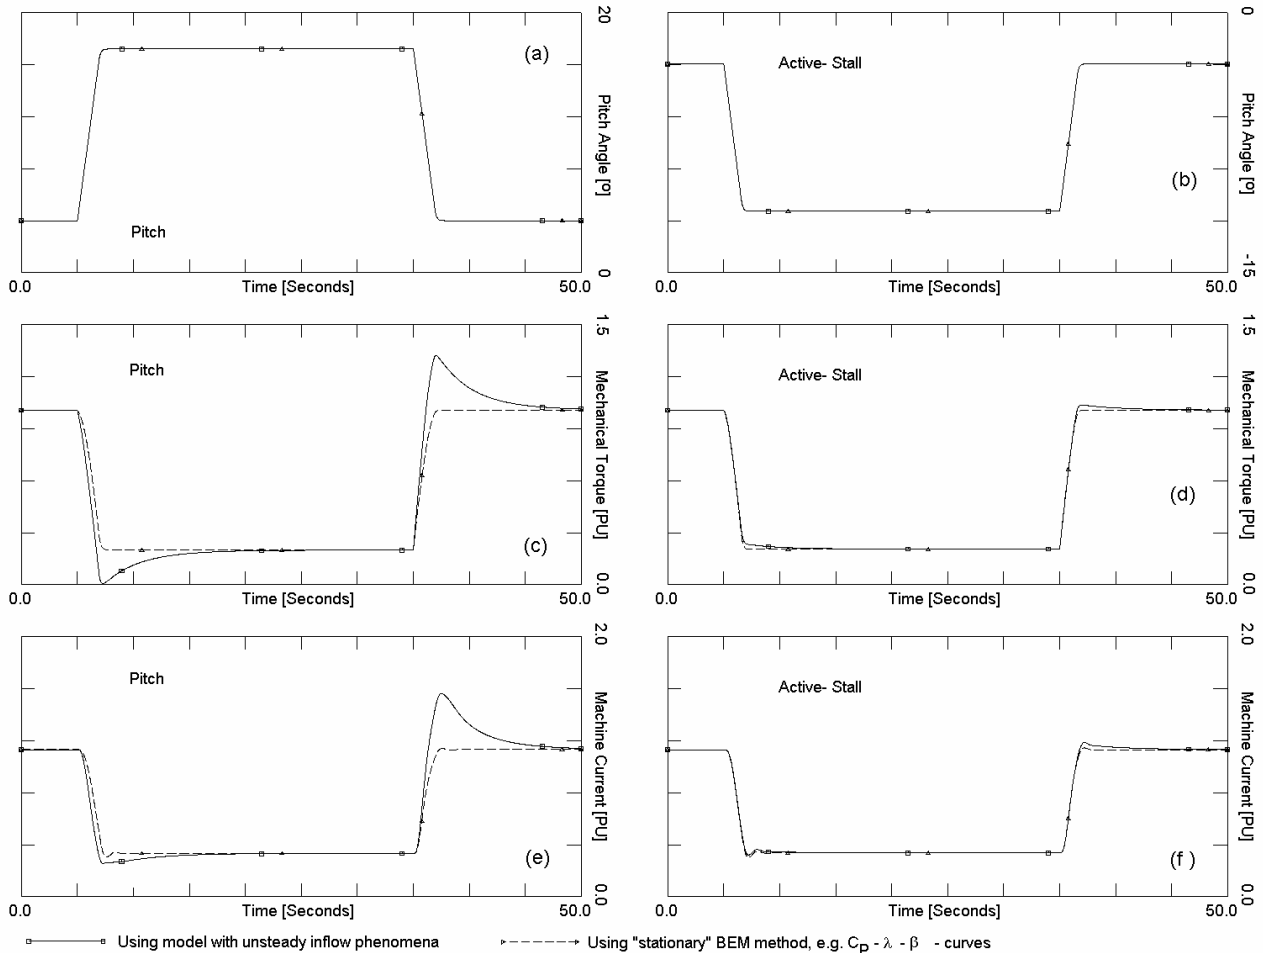 20
(a)
Pitch Angle [º]
Pitch
0
0.0
Time [Seconds]
50.0
0
Active- Stall
Pitch Angle [º]
(b)
-15
0.0
Time [Seconds]
50.0
1.5
Pitch
Mechanical Torque [PU]
(c)
0.0
0.0
Time [Seconds]
50.0
1.5
Active- Stall
Mechanical Torque [PU]
(d)
0.0
0.0
Time [Seconds]
50.0
2.0
Pitch
Machine Current [PU]
(e)
0.0
0.0
Time [Seconds]
50.0
2.0
Active- Stall
Machine Current [PU]
(f )
0.0
0.0
Time [Seconds]
50.0
Using model with unsteady inflow phenomena
Using "stationary" BEM method, e.g. CP - λ - β - curves